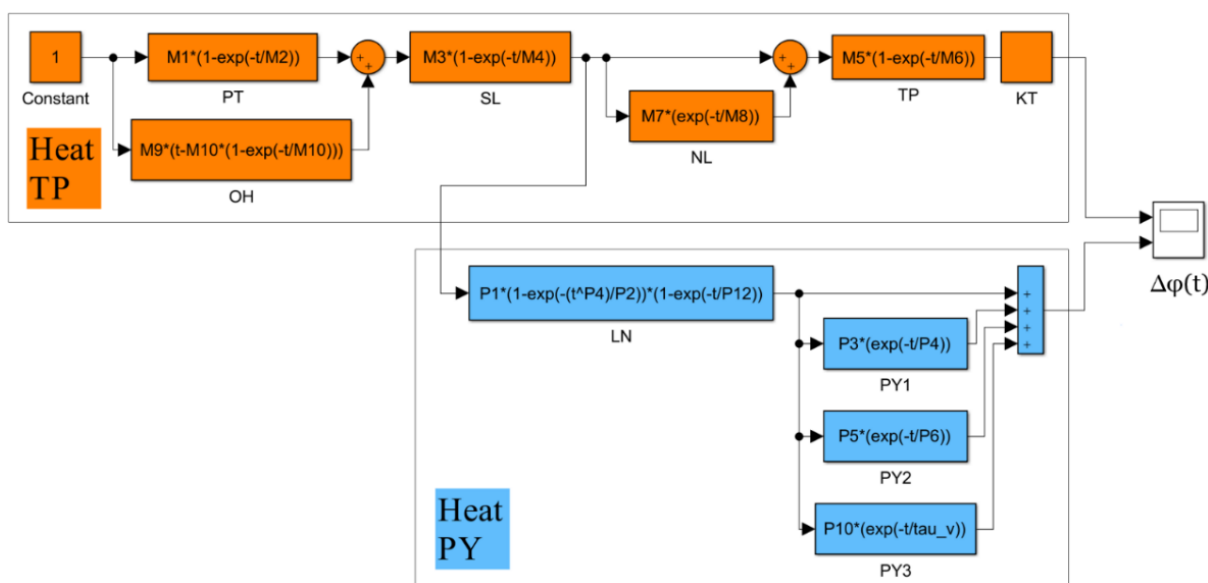 1
Constant
M1*(1-exp(-t/M2))
PT
+
+
M3*(1-exp(-t/M4))
SL
+
+
M5*(1-exp(-t/M6))
TP
KT
M7*(exp(-t/M8))
NL
M9*(t-M10*(1-exp(-t/M10)))
OH
Heat
TP
Δφ(t)
P1*(1-exp(-(t^P4)/P2))*(1-exp(-t/P12))
LN
+
+
+
+
P3*(exp(-t/P4))
PY1
P5*(exp(-t/P6))
PY2
P10*(exp(-t/tau_v))
PY3
Heat
PY